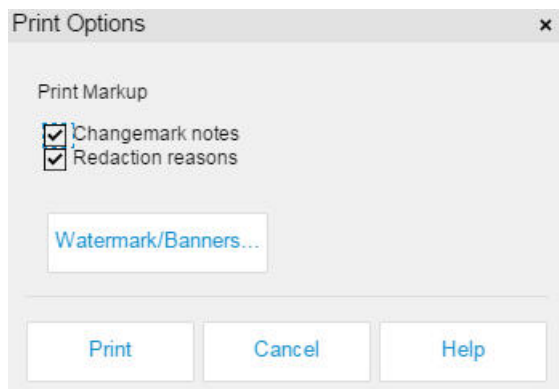 Print Options
Print Markup
Changemark notes
Redaction reasons
Watermark/Banners...
Print Cancel Help